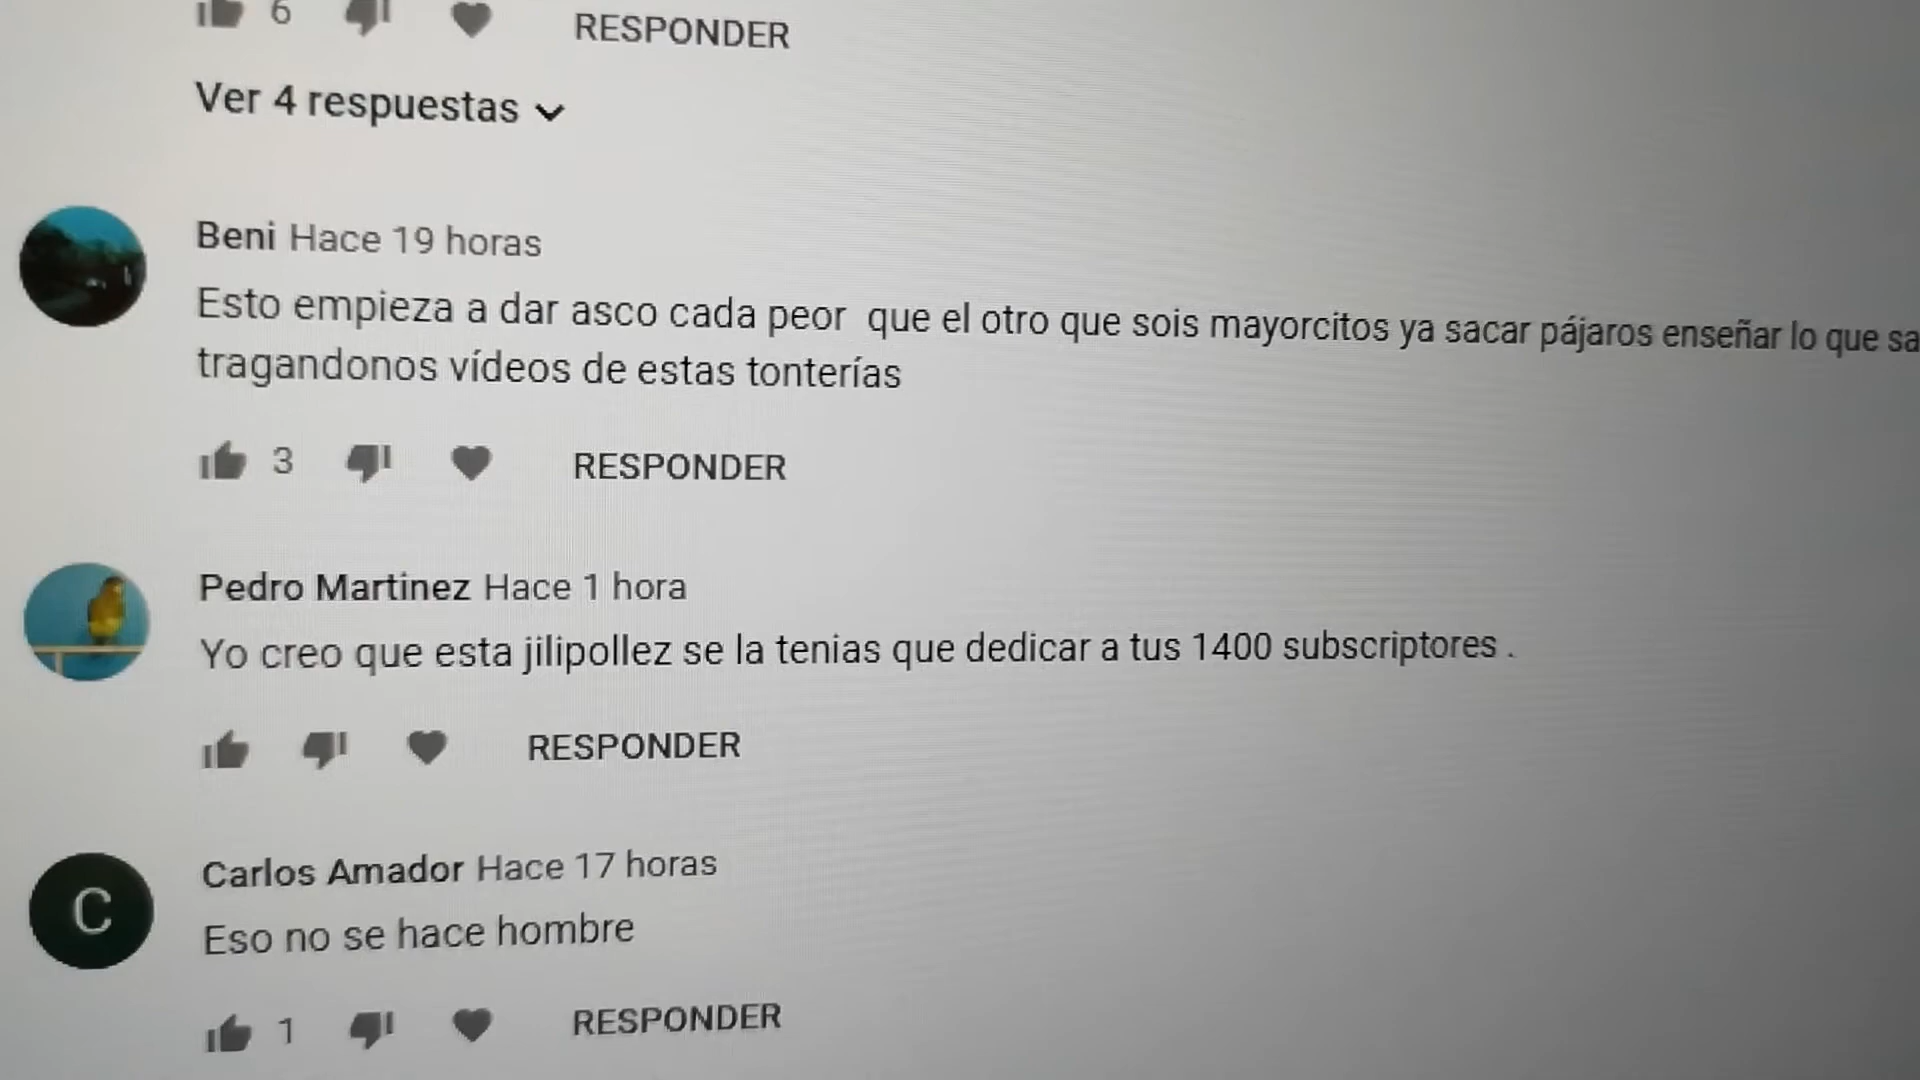 6 RESPONDER
Ver 4 respuestas
Beni Hace 19 horas
Esto empieza a dar asco cada peor que el otro que sois mayorcitos ya sacar pájaros enseñar lo que sa
tragandonos vídeos de estas tonterías
3 RESPONDER
Pedro Martinez Hace 1 hora
Yo creo que esta jilipollez se la tenias que dedicar a tus 1400 subscriptores .
RESPONDER
C
Carlos Amador Hace 17 horas
Eso no se hace hombre
1 RESPONDER